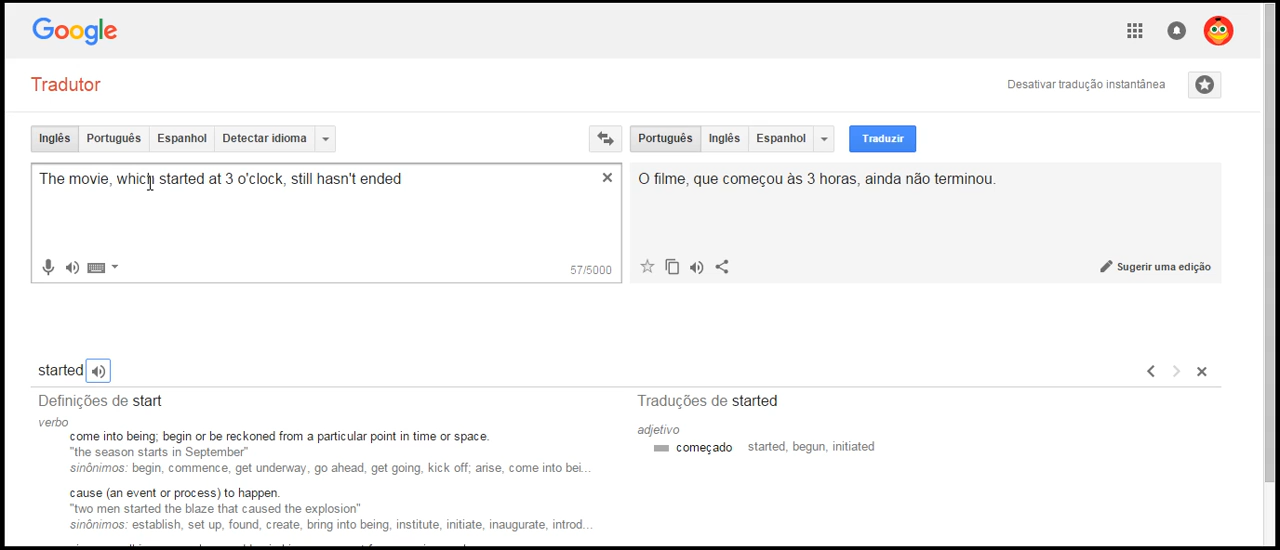 Google
Tradutor
Desativar tradução instantânea
Inglês Português Espanhol Detectar idioma
Português Inglês Espanhol Traduzir
The movie, which started at 3 o'clock, still hasn't ended
O filme, que começou às 3 horas, ainda não terminou.
57/5000
Sugerir uma edição
started
Definições de start
verbo
come into being; begin or be reckoned from a particular point in time or space.
"the season starts in September"
sinônimos: begin, commence, get underway, go ahead, get going, kick off; arise, come into bei...
cause (an event or process) to happen.
"two men started the blaze that caused the explosion"
sinônimos: establish, set up, found, create, bring into being, institute, initiate, inaugurate, introd...
Traduções de started
adjetivo
começado started, begun, initiated